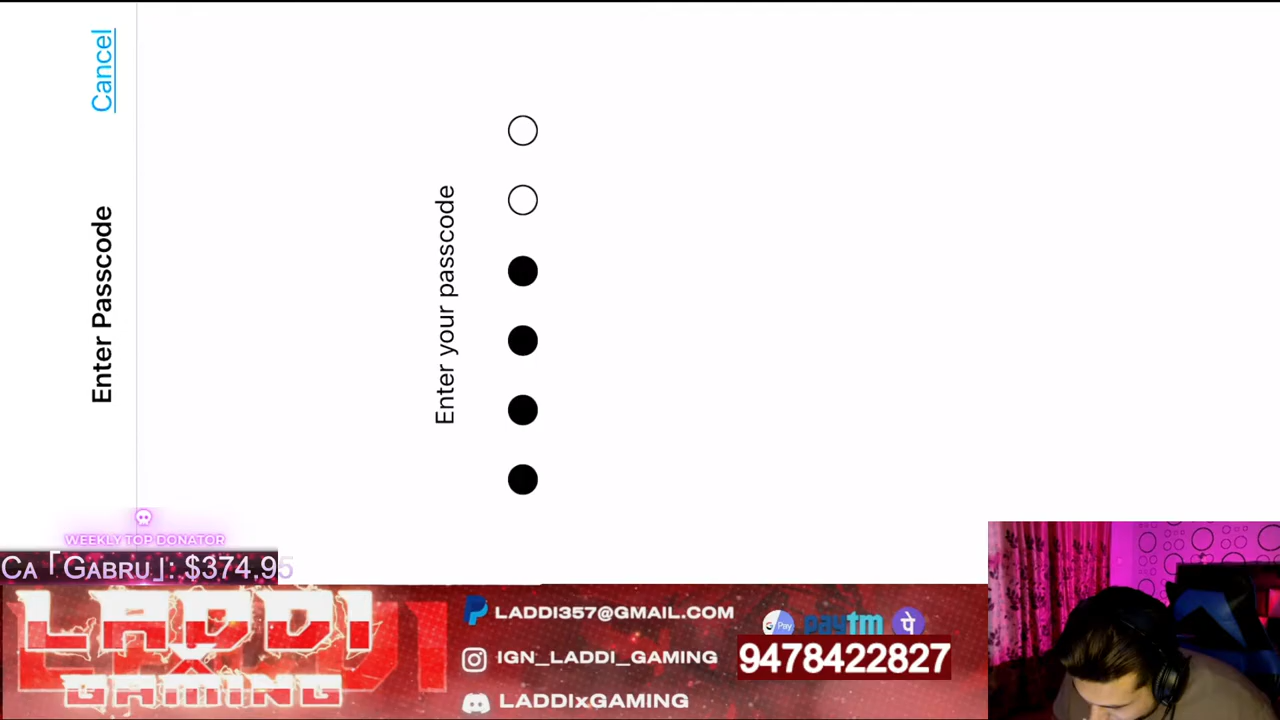 Cancel
Enter Passcode
Enter your passcode
WEEKLY TOP DONATOR
CA「GABRU」: $374.95
LADDI
X
GAMING
LADDI357@GMAIL.COM
IGN_LADDI_GAMING
LADDIxGAMING
G Pay paytm पे
9478422827